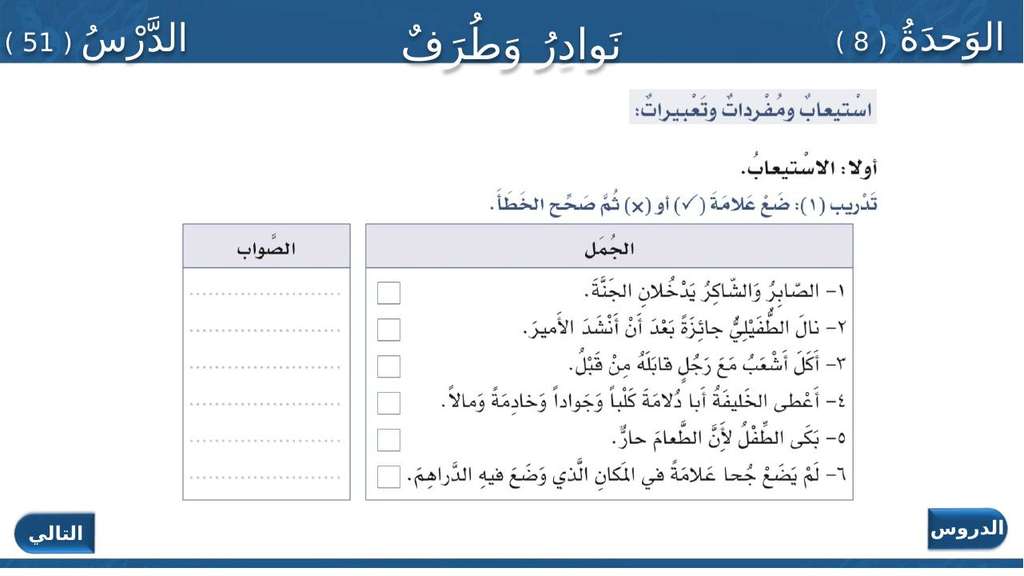 الوَحدَةُ ( 8 )
نَوادِرُ وَطُرَفٌ
الدَّرْسُ ( 51 )
اسْتيعابٌ ومُفْرداتٌ وتَعْبيراتٌ:
أولا: الاسْتيعابُ.
تَدْريب (١): ضَعْ عَلامَةَ (✓) أو (×) ثُمَّ صَحِّح الخَطَأَ.
الجُمَل
الصَّواب
١- الصّابِرُ وَالشّاكِرُ يَدْخُلانِ الجَنَّةَ.
٢- نالَ الطُّفَيْلِيُّ جائِزَةً بَعْدَ أَنْ أَنْشَدَ الأَميرَ.
٣- أَكَلَ أَشْعَبُ مَعَ رَجُلٍ قابَلَهُ مِنْ قَبْلُ.
٤- أَعْطى الخَليفَةُ أَبا دُلامَةَ كَلْباً وَجَواداً وَخادِمَةً وَمالاً.
٥- بَكَى الطِّفْلُ لأَنَّ الطَّعامَ حارٌّ.
٦- لَمْ يَضَعْ جُحا عَلامَةً في المَكانِ الَّذي وَضَعَ فيهِ الدَّراهِمَ.
الدروس
التالي